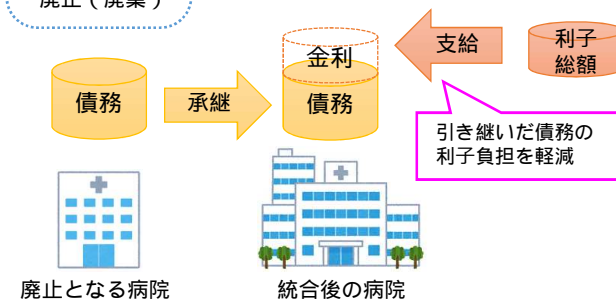 廃止（廃業）
金利
支給
利子
総額
債務
承継
債務
引き継いだ債務の
利子負担を軽減
廃止となる病院
統合後の病院